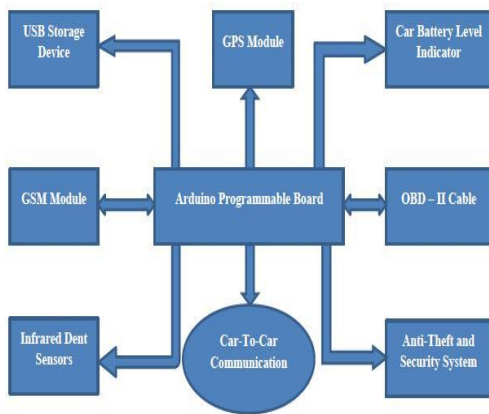 USB Storage
Device
GPS Module
Car Battery Level
Indicator
GSM Module
Arduino Programmable Board
OBD – II Cable
Infrared Dent
Sensors
Car-To-Car
Communication
Anti-Theft and
Security System